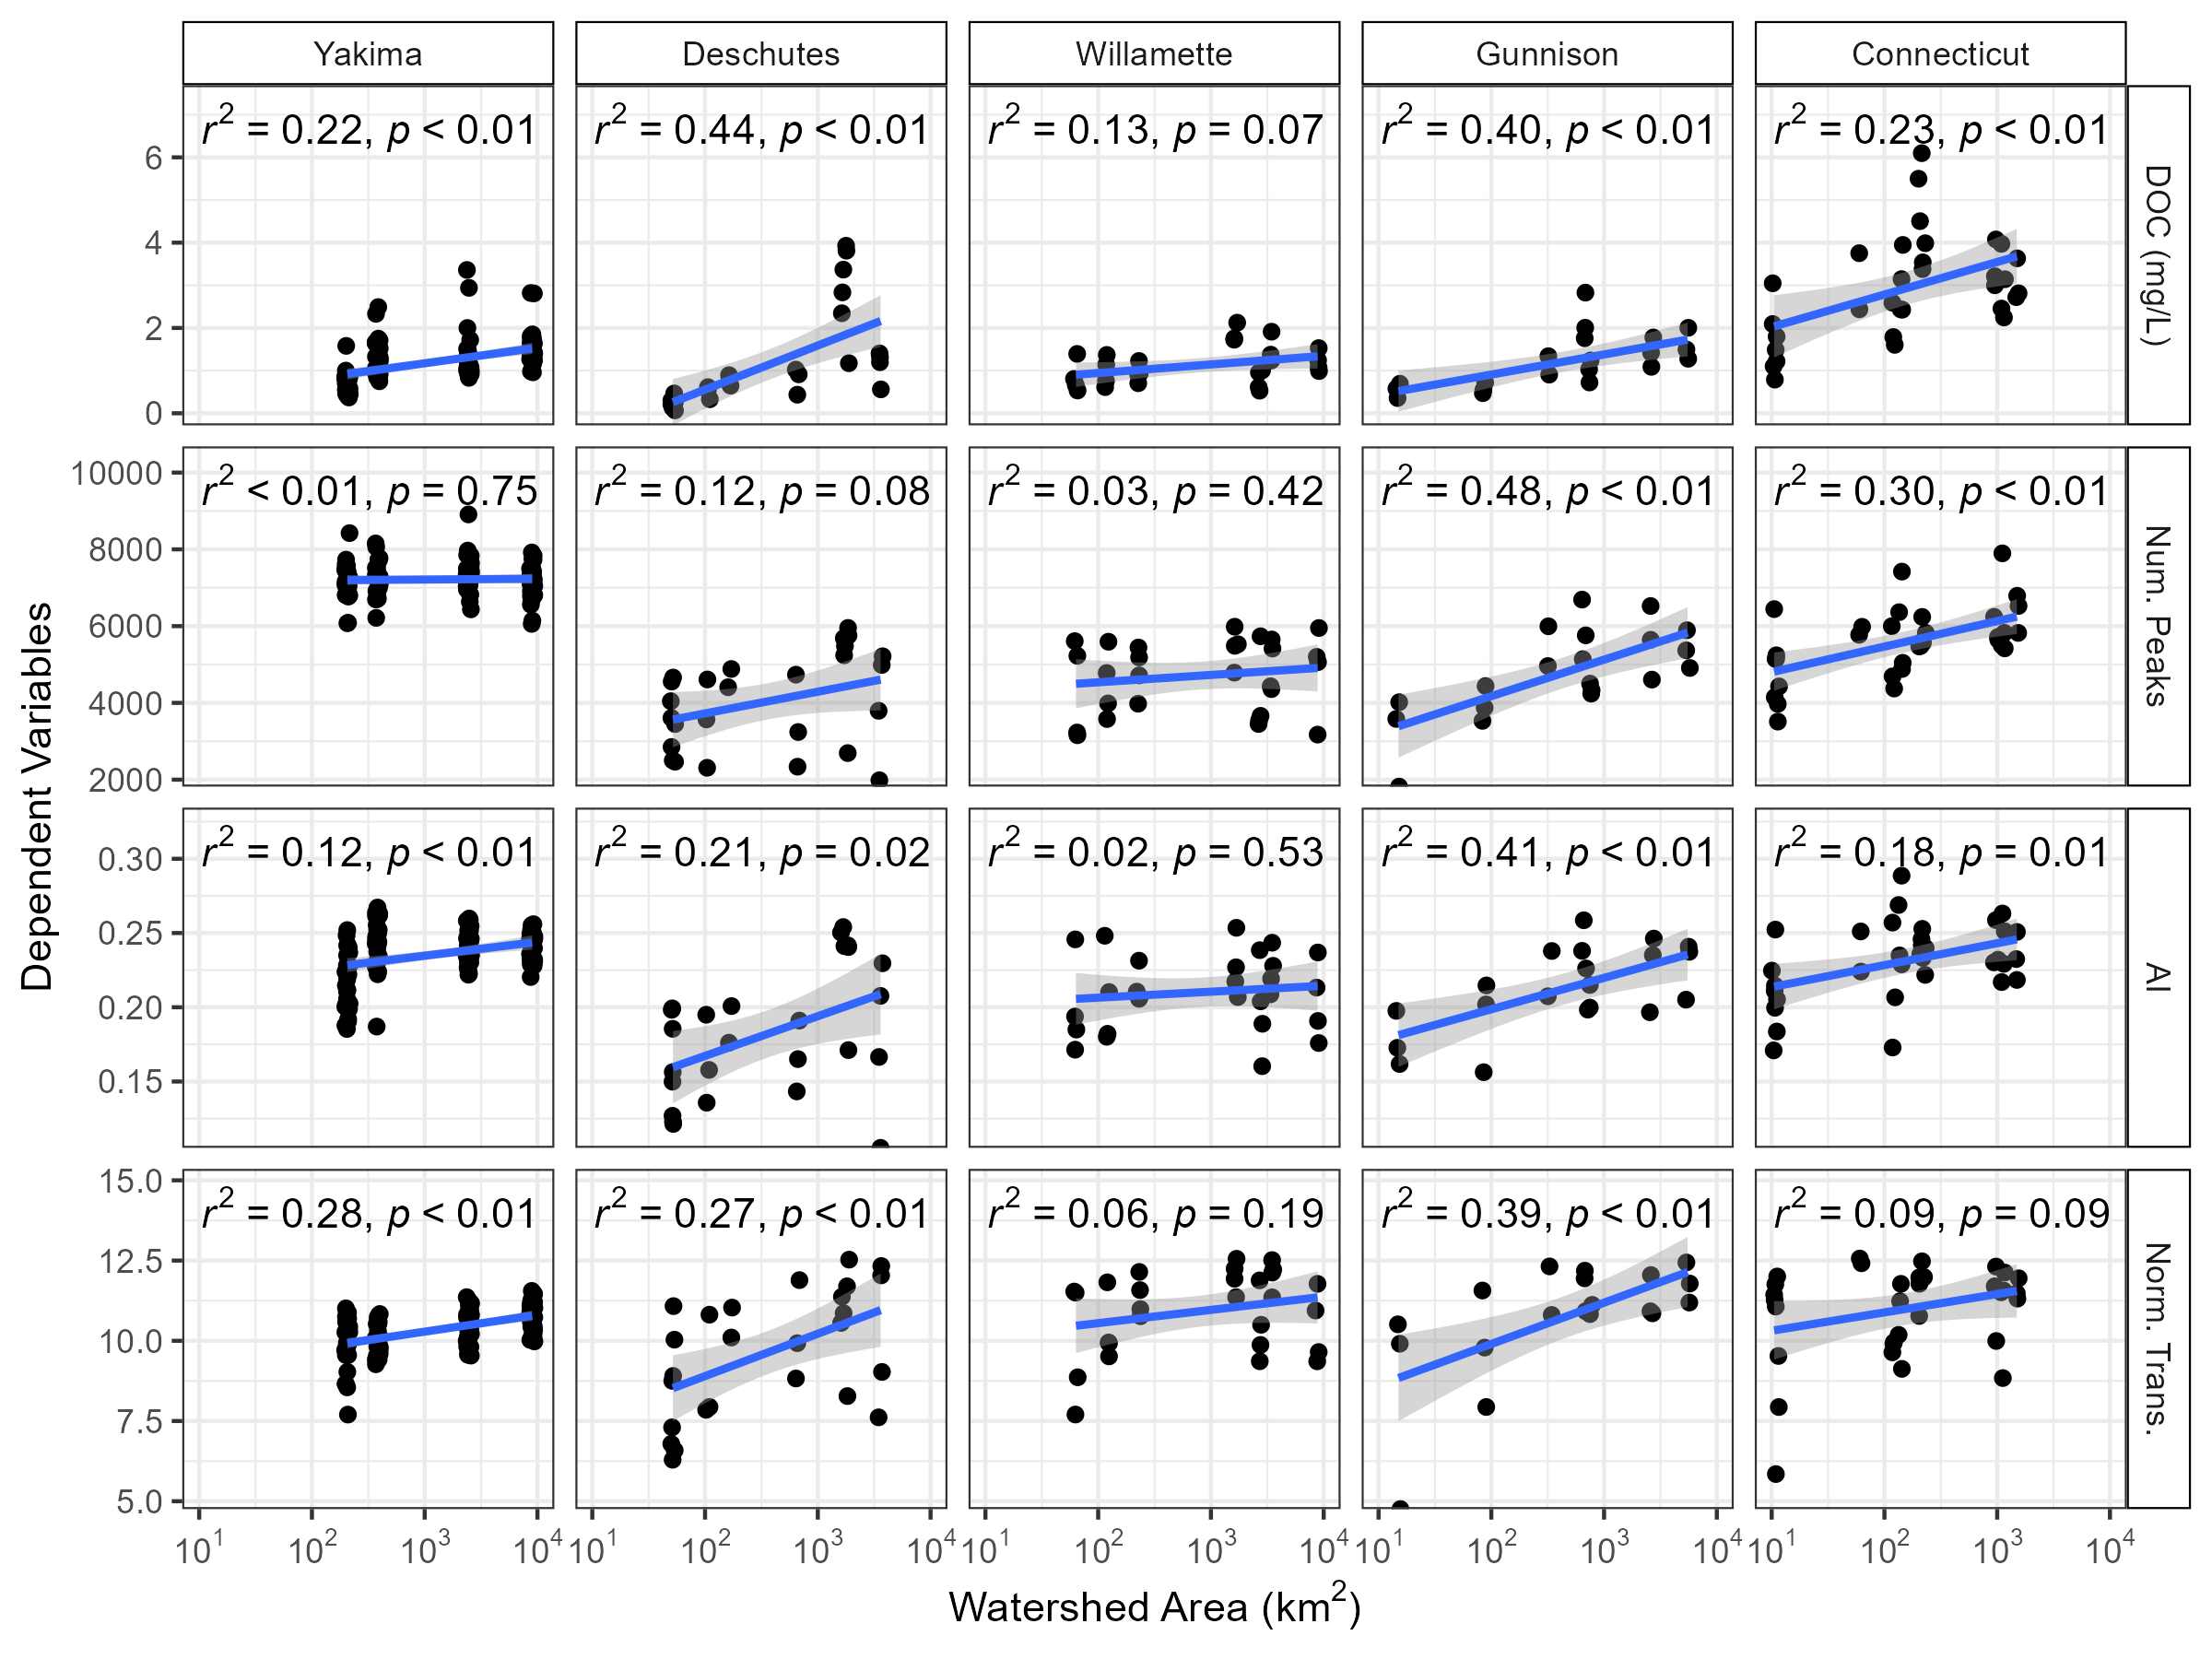 Yakima Deschutes Willamette Gunnison Connecticut
r² = 0.22, p < 0.01 r² = 0.44, p < 0.01 r² = 0.13, p = 0.07 r² = 0.40, p < 0.01 r² = 0.23, p < 0.01
6
4
2
0
DOC (mg/L)
r² < 0.01, p = 0.75 r² = 0.12, p = 0.08 r² = 0.03, p = 0.42 r² = 0.48, p < 0.01 r² = 0.30, p < 0.01
10000
8000
6000
4000
2000
Num. Peaks
Dependent Variables
r² = 0.12, p < 0.01 r² = 0.21, p = 0.02 r² = 0.02, p = 0.53 r² = 0.41, p < 0.01 r² = 0.18, p = 0.01
0.30
0.25
0.20
0.15
AI
r² = 0.28, p < 0.01 r² = 0.27, p < 0.01 r² = 0.06, p = 0.19 r² = 0.39, p < 0.01 r² = 0.09, p = 0.09
15.0
12.5
10.0
7.5
5.0
Norm. Trans.
10¹ 10² 10³ 10⁴ 10¹ 10² 10³ 10⁴ 10¹ 10² 10³ 10⁴ 10¹ 10² 10³ 10⁴ 10¹ 10² 10³ 10⁴
Watershed Area (km²)